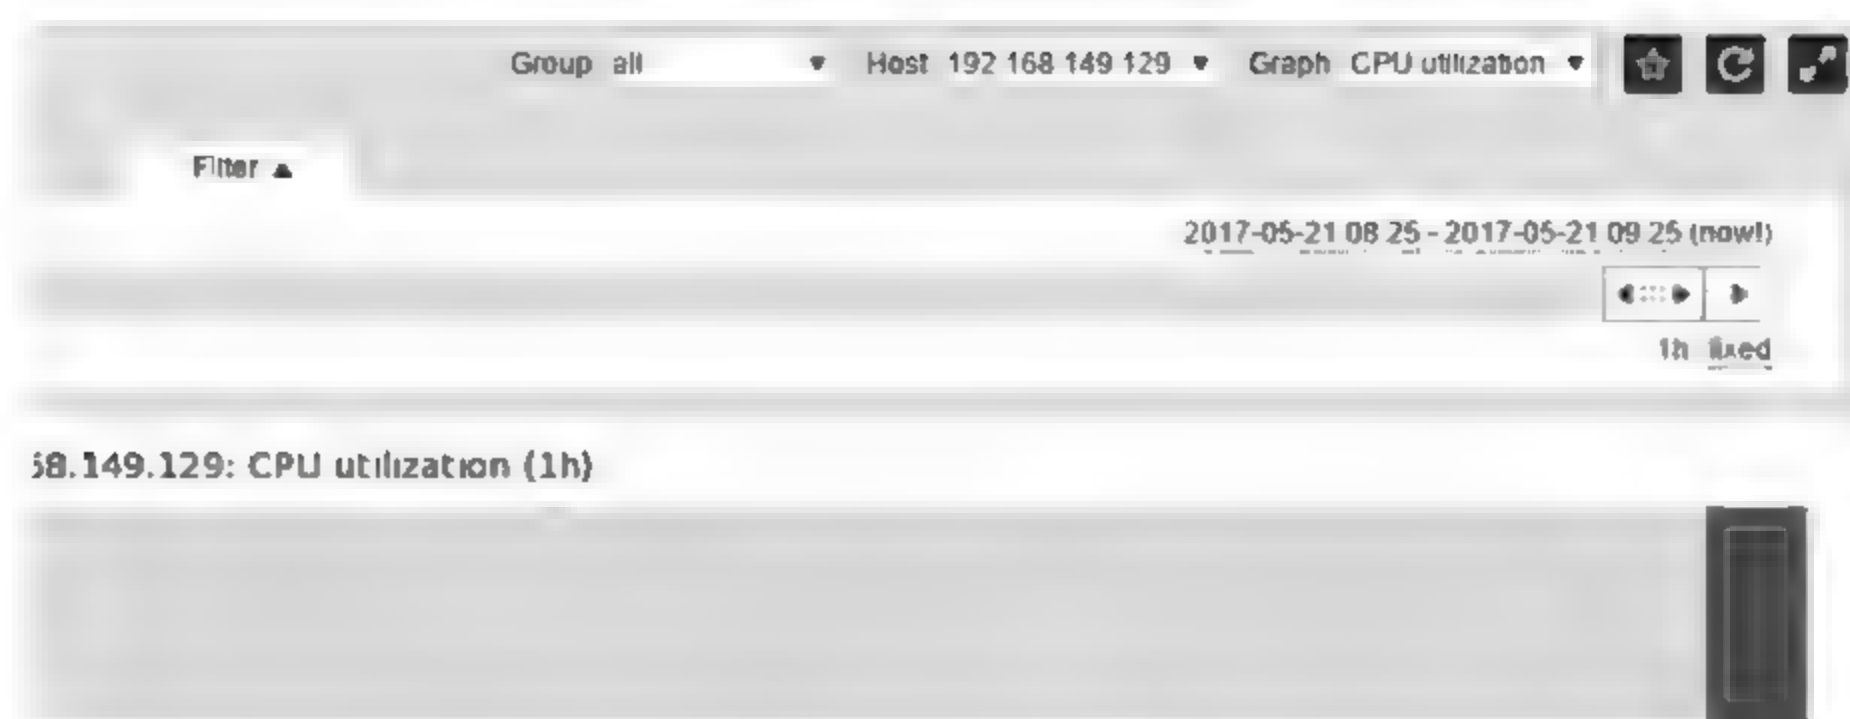 Group all Host 192 168 149 129 Graph CPU utilization
Filter
2017-05-21 08 25 - 2017-05-21 09 25 (now!)
1h fixed
58.149.129: CPU utilization (1h)